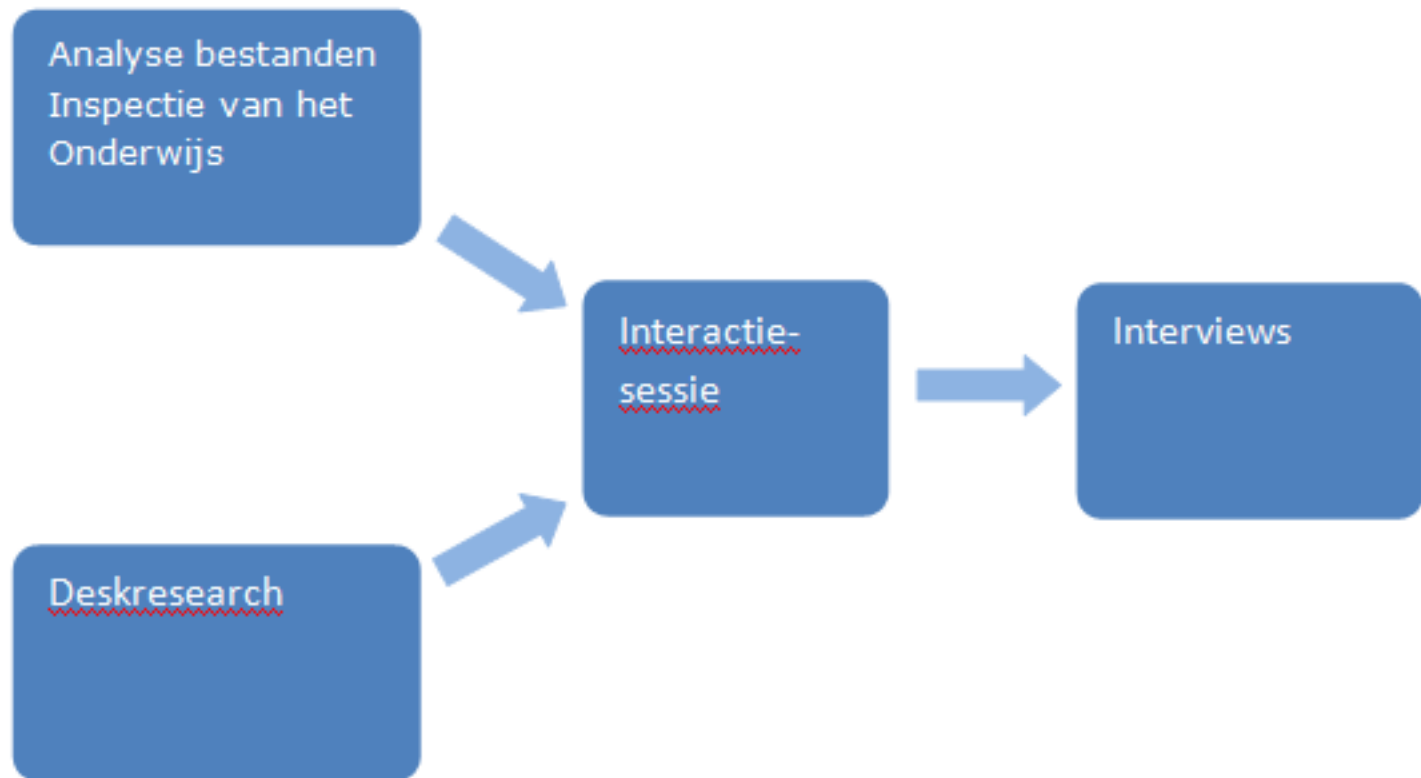 Analyse bestanden
Inspectie van het
Onderwijs
Interactie-
sessie
Interviews
Deskresearch